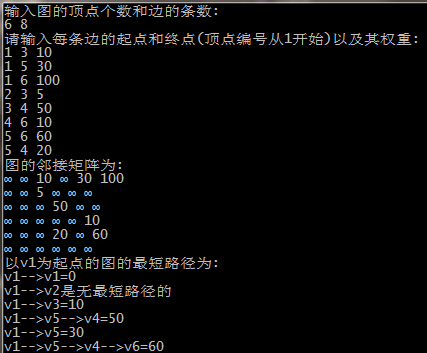 输入图的顶点个数和边的条数:
6 8
请输入每条边的起点和终点(顶点编号从1开始)以及其权重:
1 3 10
1 5 30
1 6 100
2 3 5
3 4 50
4 6 10
5 6 60
5 4 20
图的邻接矩阵为:
∞ ∞ 10 ∞ 30 100
∞ ∞ 5 ∞ ∞ ∞
∞ ∞ ∞ 50 ∞ ∞
∞ ∞ ∞ ∞ ∞ 10
∞ ∞ ∞ 20 ∞ 60
∞ ∞ ∞ ∞ ∞ ∞
以v1为起点的图的最短路径为:
v1-->v1=0
v1-->v2是无最短路径的
v1-->v3=10
v1-->v5-->v4=50
v1-->v5=30
v1-->v5-->v4-->v6=60